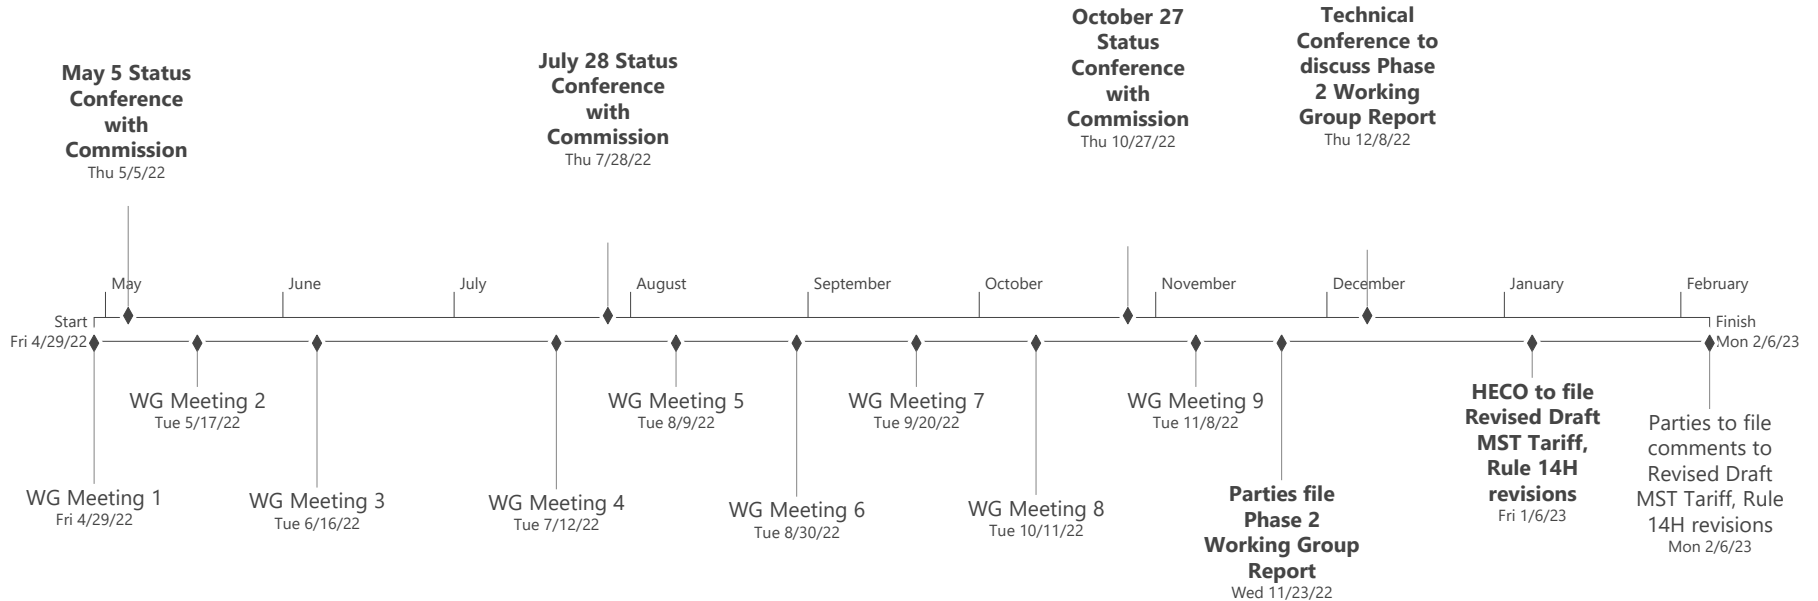 May 5 Status
Conference
with
Commission
Thu 5/5/22
July 28 Status
Conference
with
Commission
Thu 7/28/22
October 27
Status
Conference
with
Commission
Thu 10/27/22
Technical
Conference to
discuss Phase
2 Working
Group Report
Thu 12/8/22
May
June
July
August
September
October
November
December
January
February
Start
Fri 4/29/22
Finish
Mon 2/6/23
WG Meeting 1
Fri 4/29/22
WG Meeting 2
Tue 5/17/22
WG Meeting 3
Tue 6/16/22
WG Meeting 4
Tue 7/12/22
WG Meeting 5
Tue 8/9/22
WG Meeting 6
Tue 8/30/22
WG Meeting 7
Tue 9/20/22
WG Meeting 8
Tue 10/11/22
WG Meeting 9
Tue 11/8/22
Parties file
Phase 2
Working Group
Report
Wed 11/23/22
HECO to file
Revised Draft
MST Tariff,
Rule 14H
revisions
Fri 1/6/23
Parties to file
comments to
Revised Draft
MST Tariff, Rule
14H revisions
Mon 2/6/23